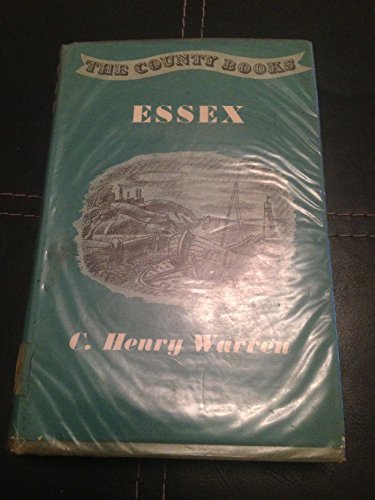 THE COUNTY BOOKS
ESSEX
C. Henry Warren